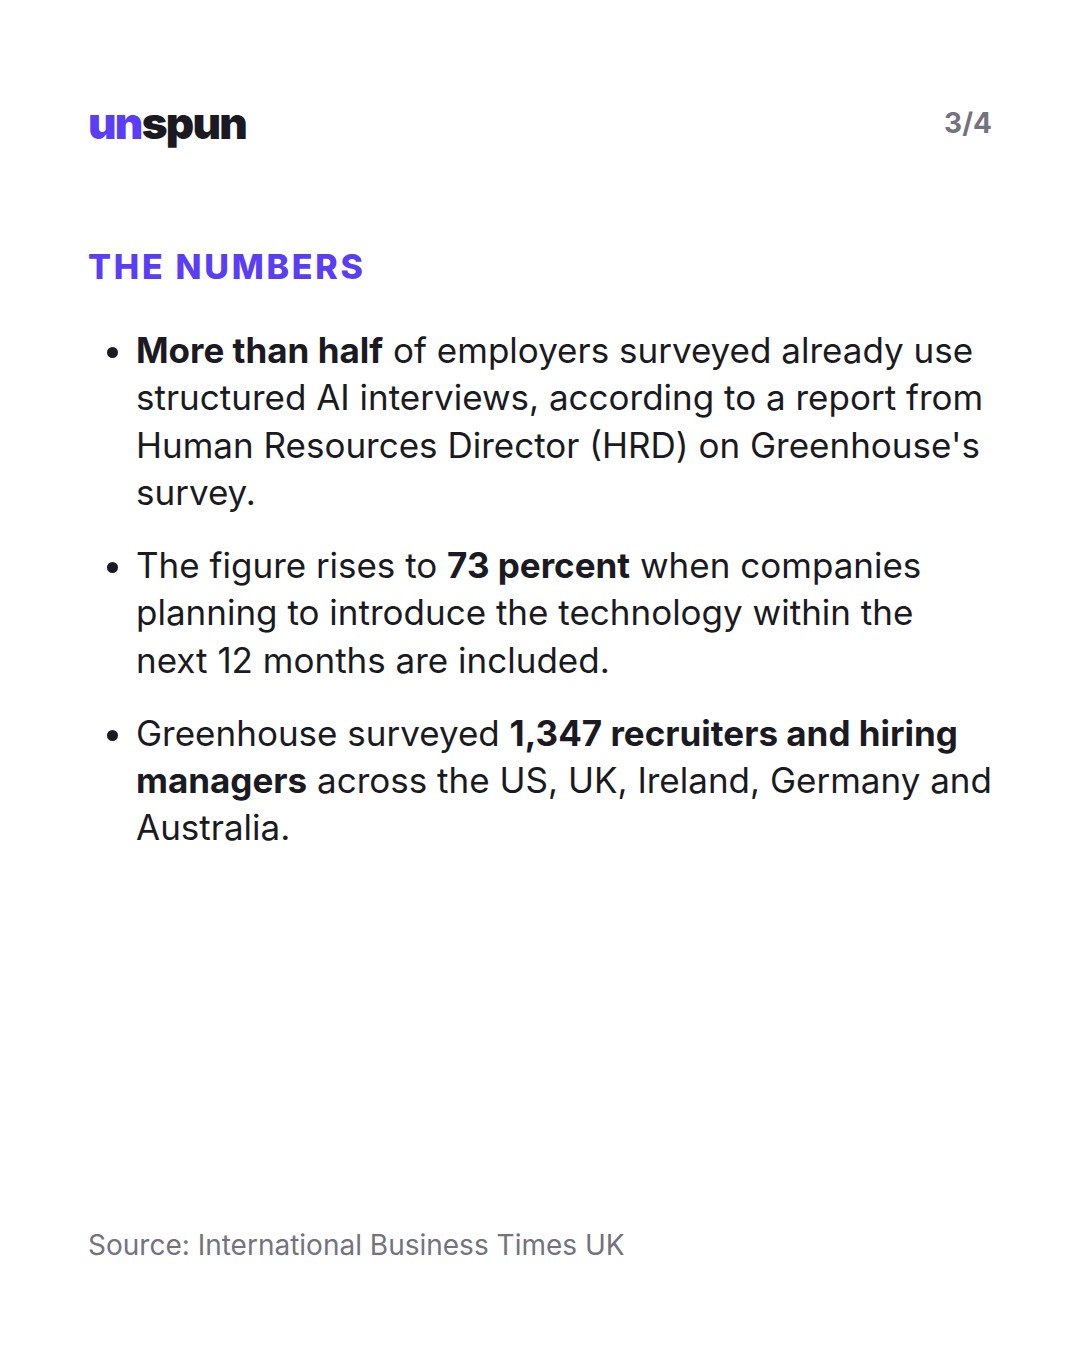 unspun
3/4
THE NUMBERS
• More than half of employers surveyed already use
structured AI interviews, according to a report from
Human Resources Director (HRD) on Greenhouse's
survey.
• The figure rises to 73 percent when companies
planning to introduce the technology within the
next 12 months are included.
• Greenhouse surveyed 1,347 recruiters and hiring
managers across the US, UK, Ireland, Germany and
Australia.
Source: International Business Times UK